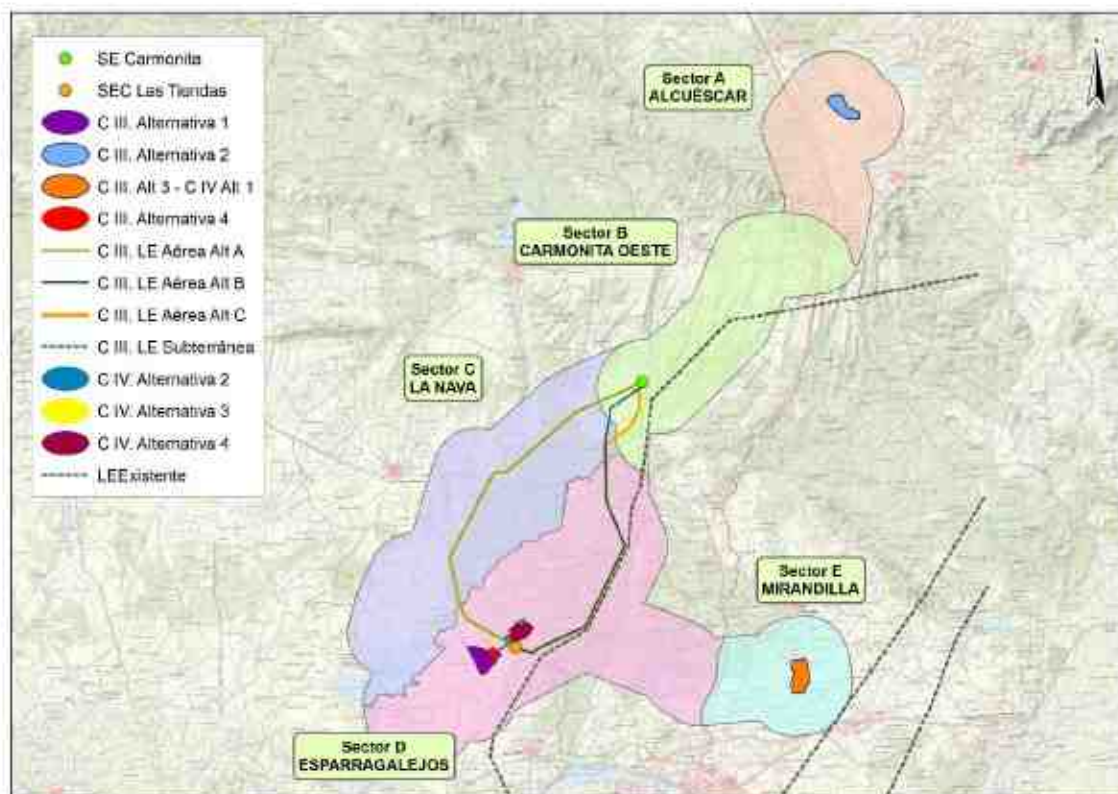 SE Carmonita
SEC Las Tiendas
C III. Alternativa 1
C III. Alternativa 2
C III. Alt 3 - C IV Alt 1
C III. Alternativa 4
C III. LE Aérea Alt A
C III. LE Aérea Alt B
C III. LE Aérea Alt C
C III. LE Subterránea
C IV. Alternativa 2
C IV. Alternativa 3
C IV. Alternativa 4
LEExistente
Sector A
ALCUÉSCAR
Sector B
CARMONITA OESTE
Sector C
LA NAVA
Sector E
MIRANDILLA
Sector D
ESPARRAGALEJOS